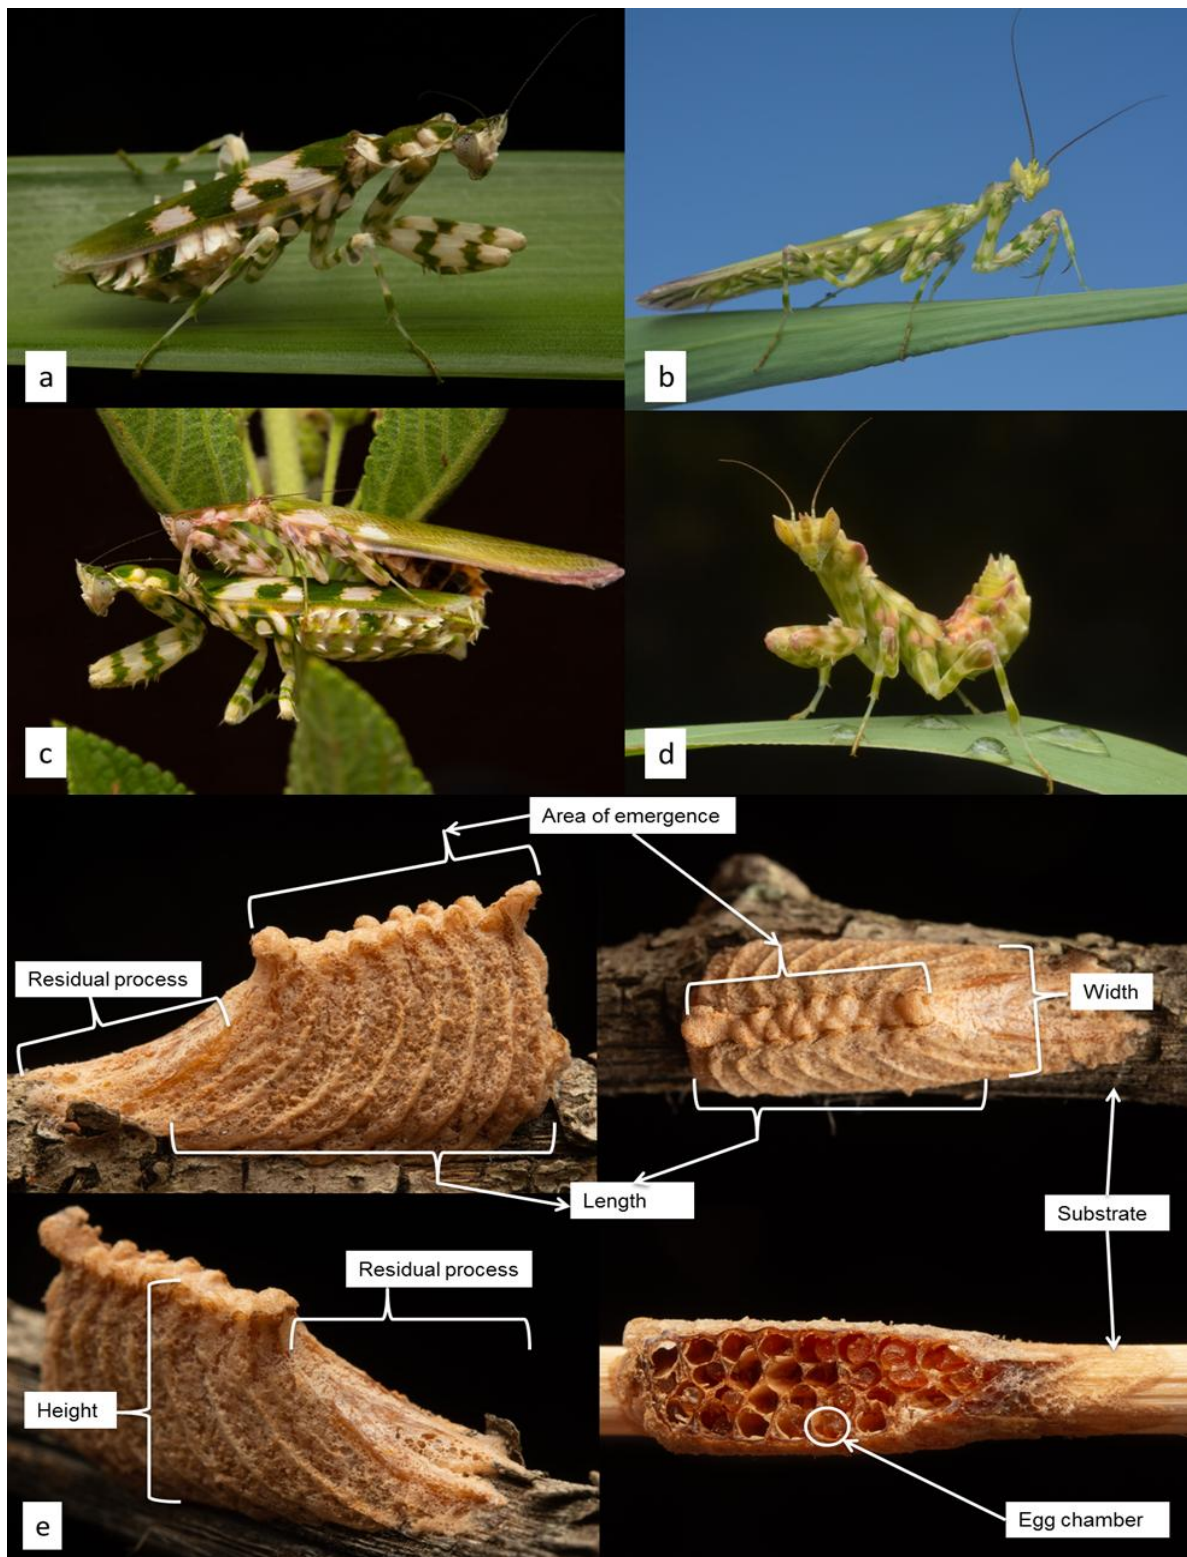 a
b
c
d
Area of emergence
Residual process
Width
Length
Substrate
Residual process
Height
Egg chamber
e